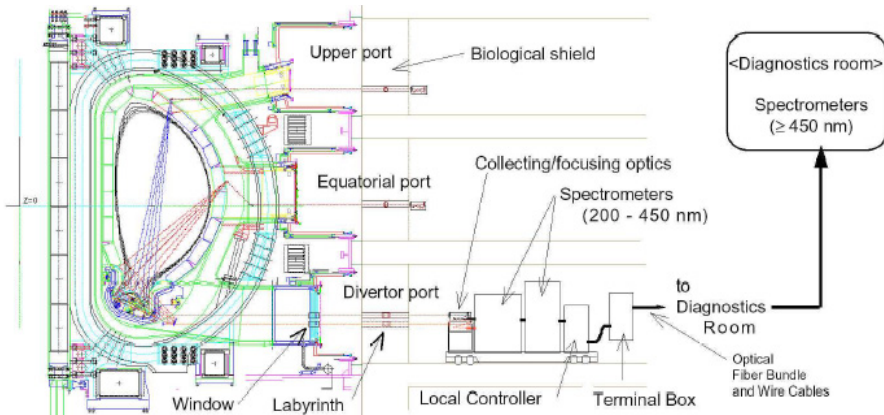 Upper port
Biological shield
<Diagnostics room>
Spectrometers
(≥ 450 nm)
Collecting/focusing optics
Equatorial port
Spectrometers
(200 - 450 nm)
Z=0
Divertor port
to
Diagnostics
Room
Optical
Fiber Bundle
and Wire Cables
Window
Labyrinth
Local Controller
Terminal Box